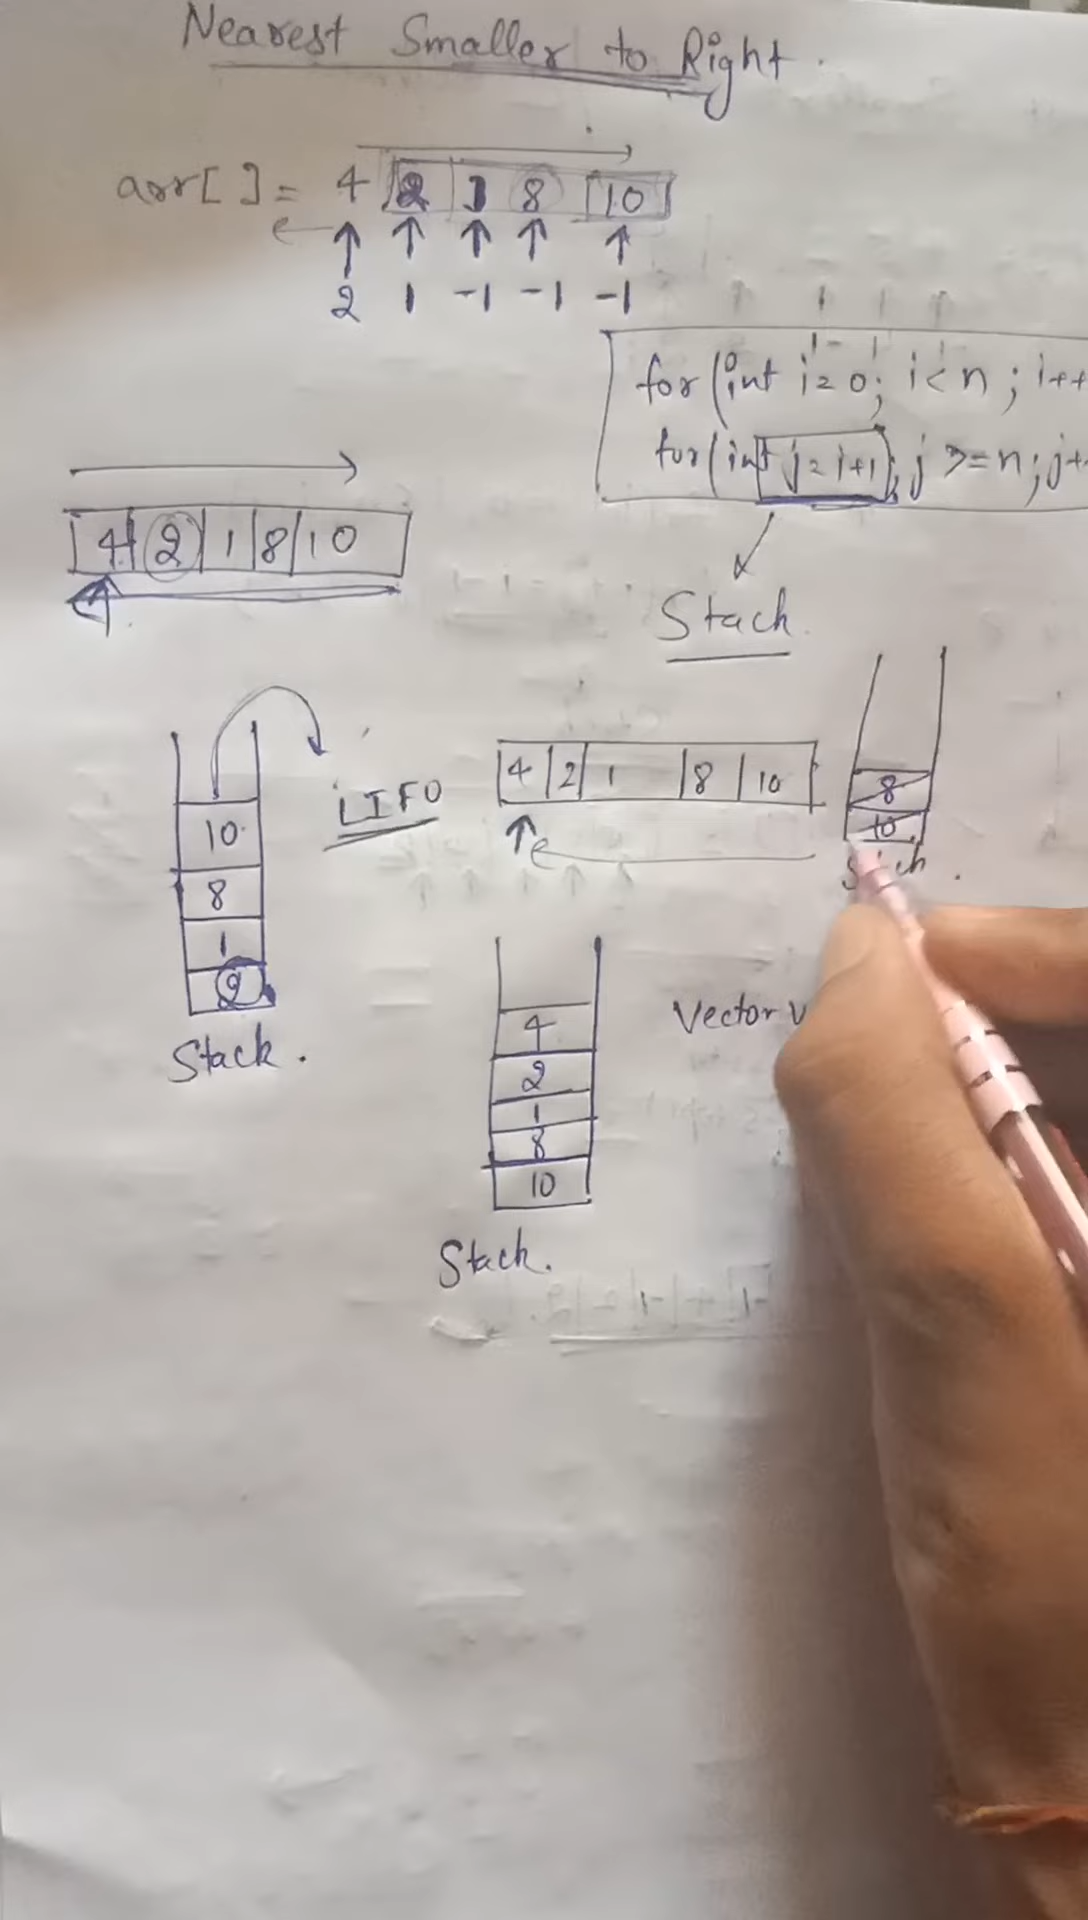 Nearest Smaller to Right.
arr[ ] = 4 2 1 8 10
2 1 -1 -1 -1
for (int i=0; i<n; i++
for (int j=i+1; j>=n; j+
4 2 1 8 10
Stack.
LIFO
4 2 1 8 10
8
10
10
8
1
2
Stack.
Vector v
4
2
1
8
10
Stack.